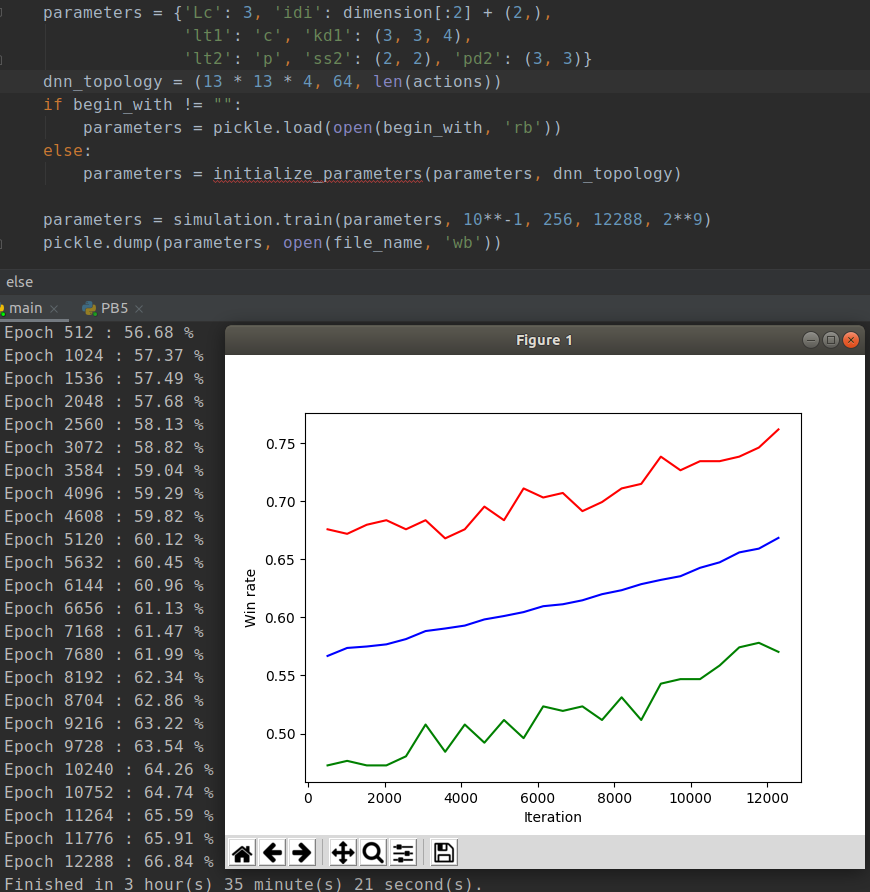 parameters = {'Lc': 3, 'idi': dimension[:2] + (2,),
'lt1': 'c', 'kd1': (3, 3, 4),
'lt2': 'p', 'ss2': (2, 2), 'pd2': (3, 3)}
dnn_topology = (13 * 13 * 4, 64, len(actions))
if begin_with != "":
parameters = pickle.load(open(begin_with, 'rb'))
else:
parameters = initialize_parameters(parameters, dnn_topology)
parameters = simulation.train(parameters, 10**-1, 256, 12288, 2**9)
pickle.dump(parameters, open(file_name, 'wb'))
else
main × PB5 ×
Epoch 512 : 56.68 %
Epoch 1024 : 57.37 %
Epoch 1536 : 57.49 %
Epoch 2048 : 57.68 %
Epoch 2560 : 58.13 %
Epoch 3072 : 58.82 %
Epoch 3584 : 59.04 %
Epoch 4096 : 59.29 %
Epoch 4608 : 59.82 %
Epoch 5120 : 60.12 %
Epoch 5632 : 60.45 %
Epoch 6144 : 60.96 %
Epoch 6656 : 61.13 %
Epoch 7168 : 61.47 %
Epoch 7680 : 61.99 %
Epoch 8192 : 62.34 %
Epoch 8704 : 62.86 %
Epoch 9216 : 63.22 %
Epoch 9728 : 63.54 %
Epoch 10240 : 64.26 %
Epoch 10752 : 64.74 %
Epoch 11264 : 65.59 %
Epoch 11776 : 65.91 %
Epoch 12288 : 66.84 %
Finished in 3 hour(s) 35 minute(s) 21 second(s).
Figure 1
Win rate
0.75
0.70
0.65
0.60
0.55
0.50
0 2000 4000 6000 8000 10000 12000
Iteration